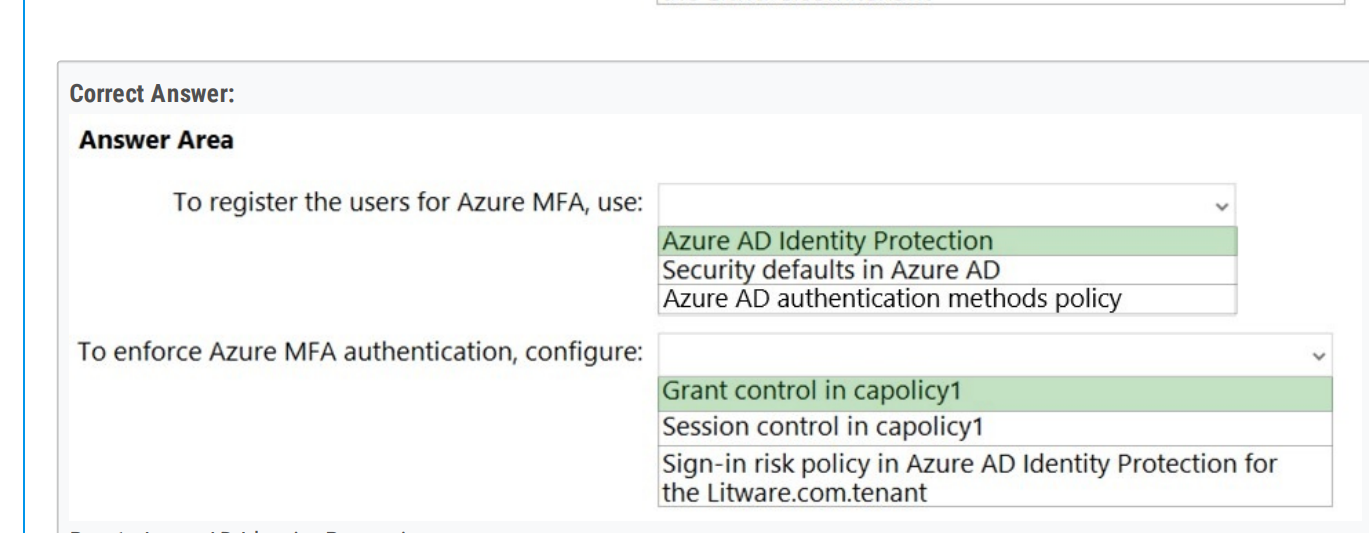 Correct Answer:
Answer Area
To register the users for Azure MFA, use:
Azure AD Identity Protection
Security defaults in Azure AD
Azure AD authentication methods policy
To enforce Azure MFA authentication, configure:
Grant control in capolicy1
Session control in capolicy1
Sign-in risk policy in Azure AD Identity Protection for
the Litware.com.tenant